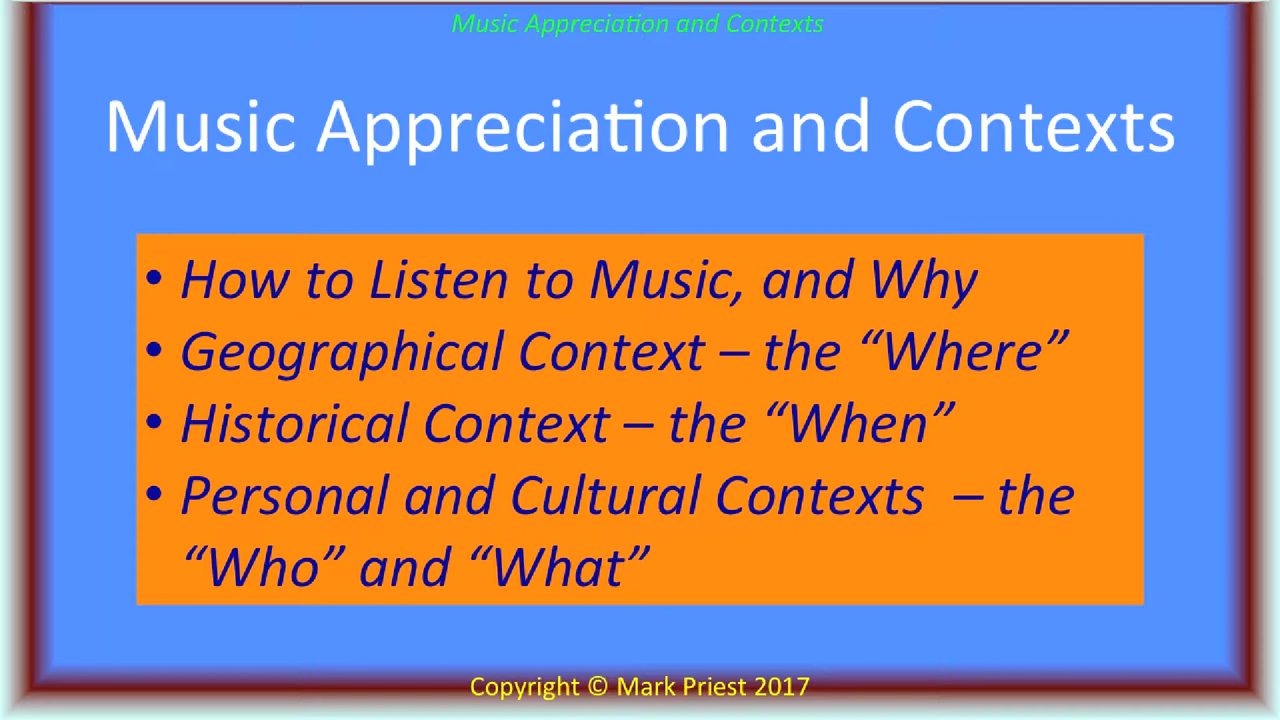 Music Appreciation and Contexts
Music Appreciation and Contexts
• How to Listen to Music, and Why
• Geographical Context – the “Where”
• Historical Context – the “When”
• Personal and Cultural Contexts – the
“Who” and “What”
Copyright © Mark Priest 2017